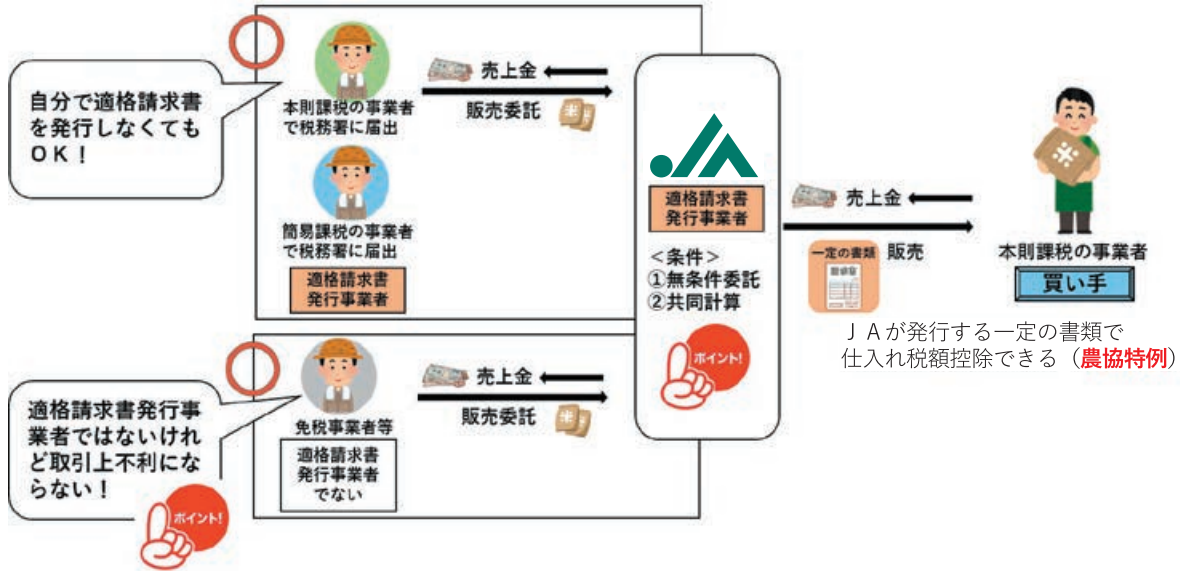 自分で適格請求書
を発行しなくても
ＯＫ！
本則課税の事業者
で税務署に届出
簡易課税の事業者
で税務署に届出
適格請求書
発行事業者
売上金
販売委託
米
適格請求書発行事
業者ではないけれ
ど取引上不利にな
らない！
ポイント!
免税事業者等
適格請求書
発行事業者
でない
売上金
販売委託
米
JA
適格請求書
発行事業者
＜条件＞
①無条件委託
②共同計算
ポイント!
売上金
一定の書類
販売
請求書
米
本則課税の事業者
買い手
ＪＡが発行する一定の書類で
仕入れ税額控除できる（農協特例）